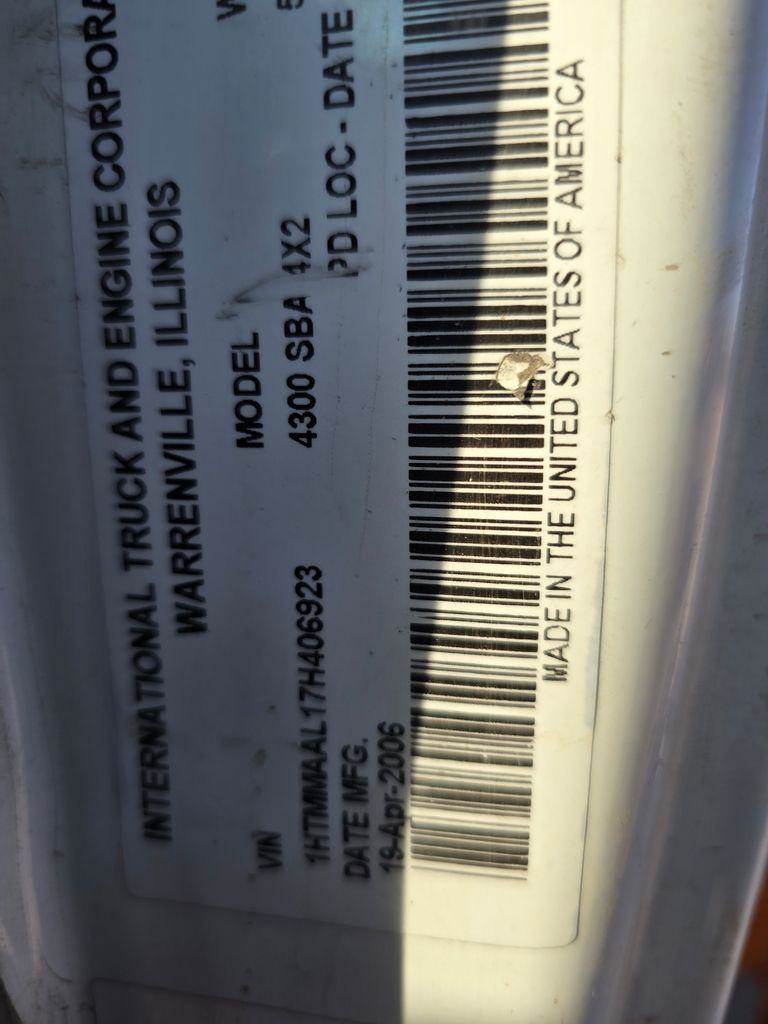 INTERNATIONAL TRUCK AND ENGINE
WARRENVILLE, ILLINOIS
VIN MODEL
1HTMMAAL17H406923 4300 SBA 4X2
DATE MFG. PD LOC - DATE
19-Apr-2006
MADE IN THE UNITED STATES OF AMERICA